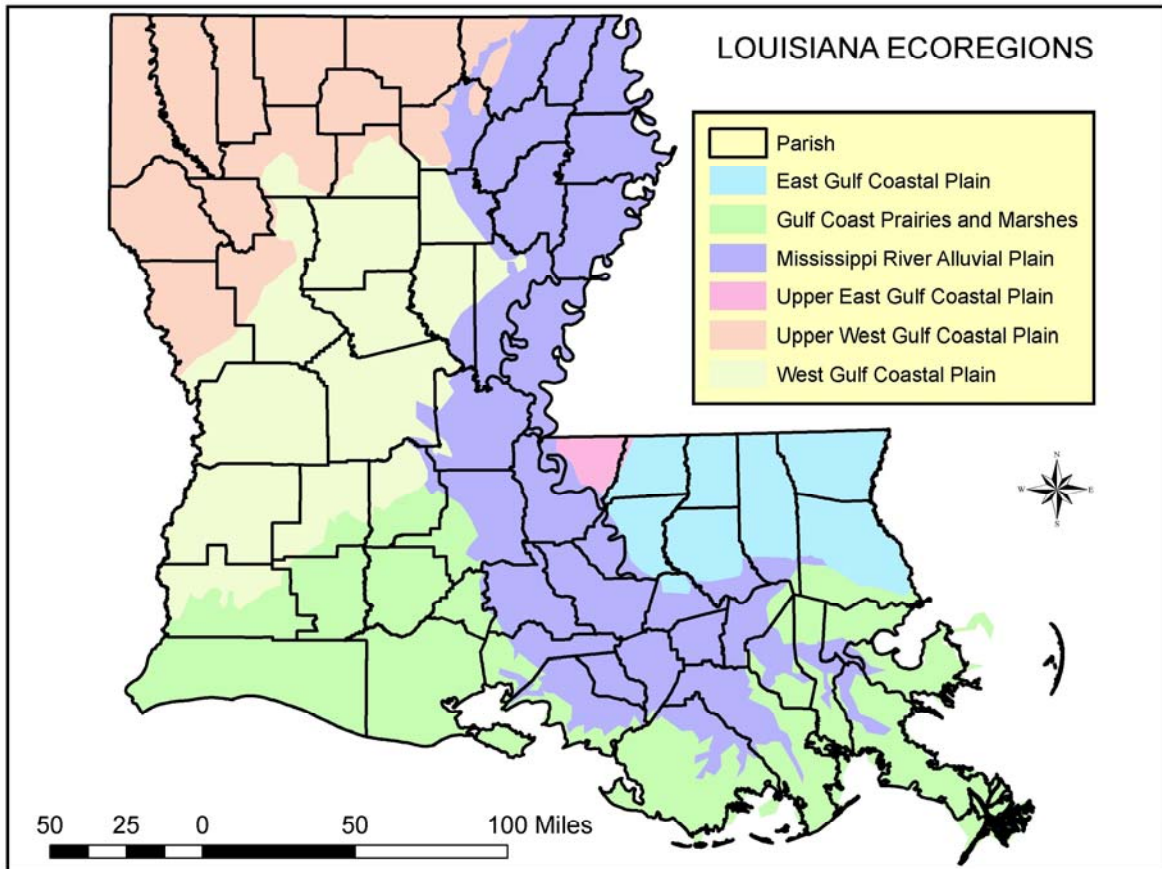 LOUISIANA ECOREGIONS
Parish
East Gulf Coastal Plain
Gulf Coast Prairies and Marshes
Mississippi River Alluvial Plain
Upper East Gulf Coastal Plain
Upper West Gulf Coastal Plain
West Gulf Coastal Plain
N
W E
S
50 25 0 50 100 Miles